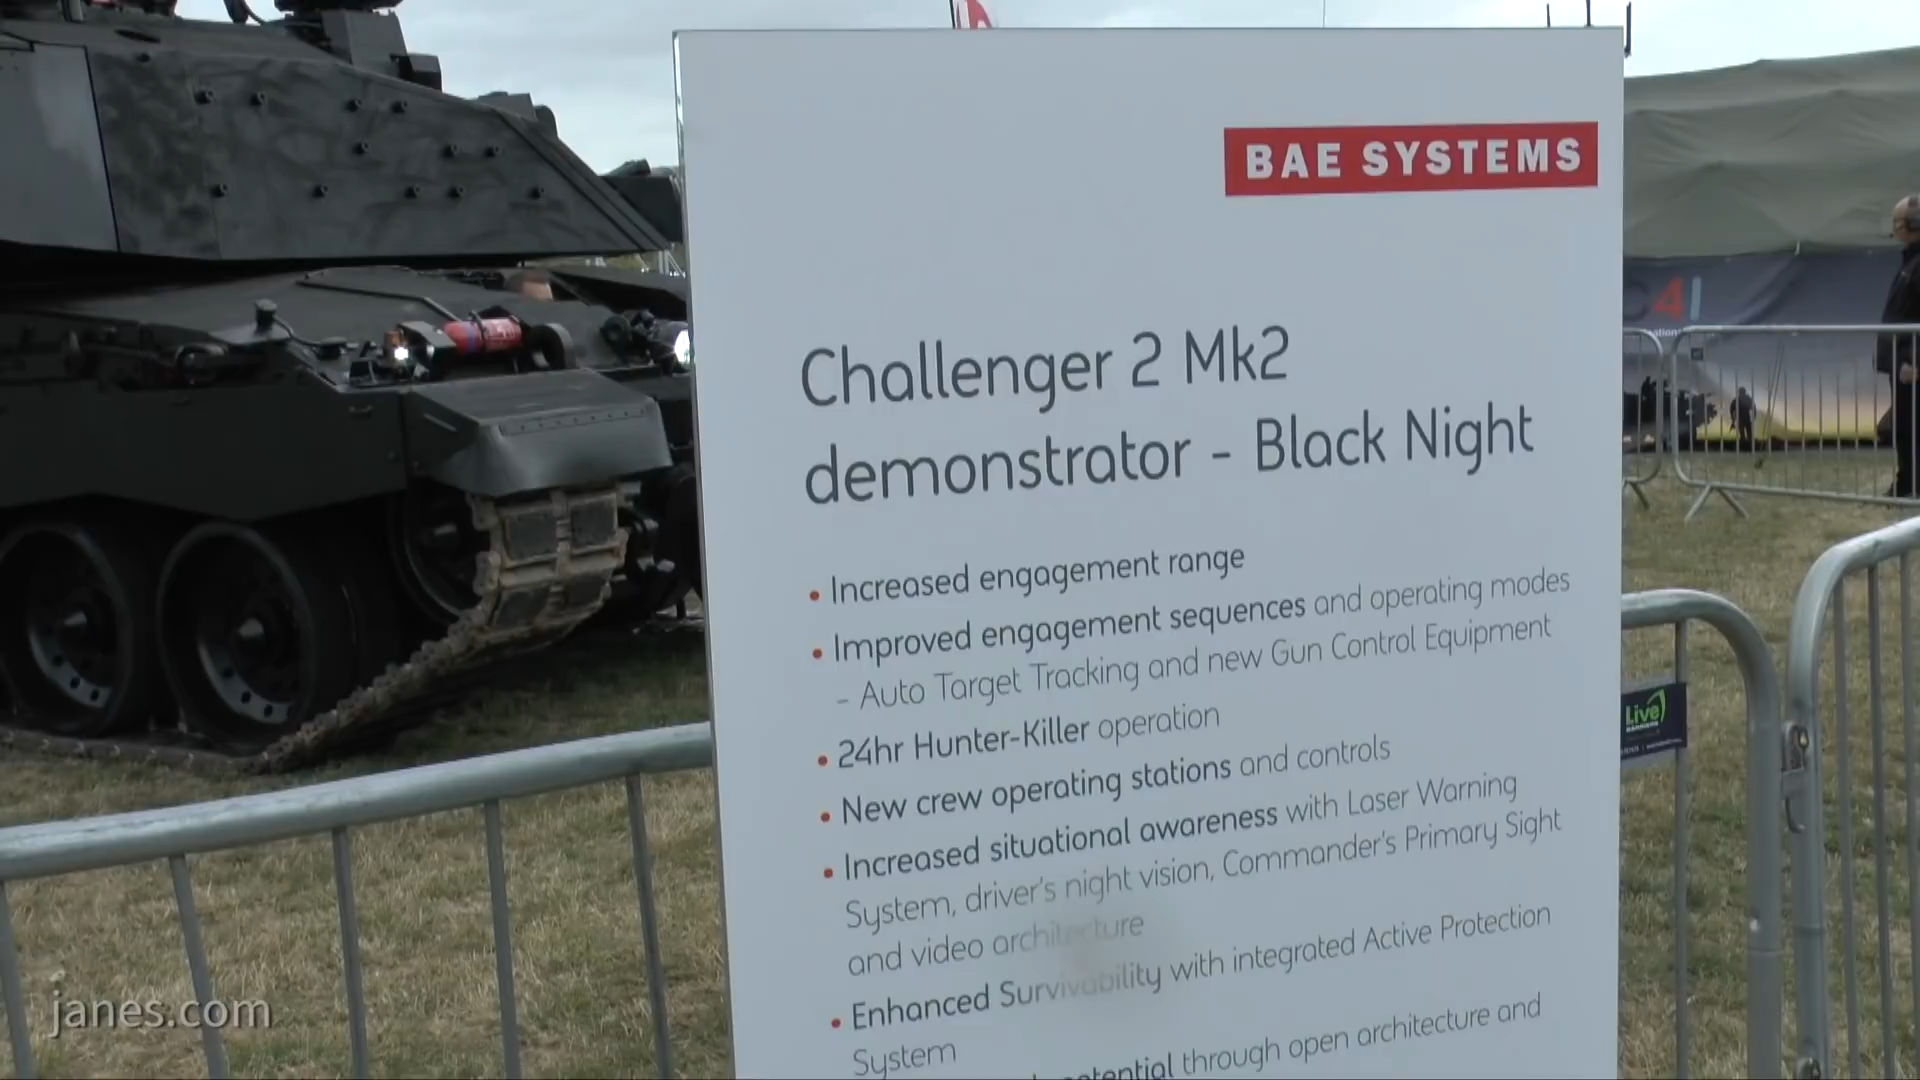 BAE SYSTEMS
Challenger 2 Mk2
demonstrator - Black Night
• Increased engagement range
• Improved engagement sequences and operating modes
- Auto Target Tracking and new Gun Control Equipment
• 24hr Hunter-Killer operation
• New crew operating stations and controls
• Increased situational awareness with Laser Warning
System, driver's night vision, Commander's Primary Sight
and video architecture
• Enhanced Survivability with integrated Active Protection
System
through open architecture and
C4I
Live
janes.com